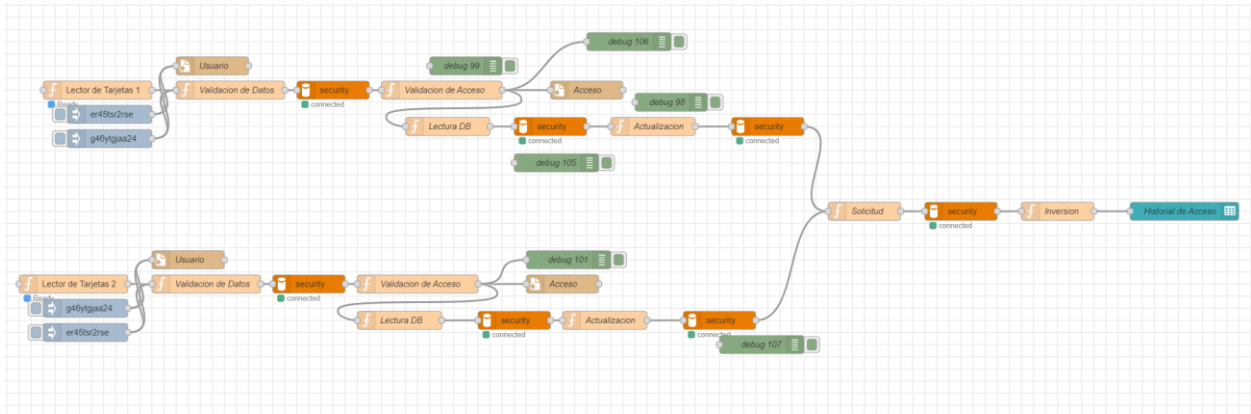 debug 106
Usuario
debug 99
Lector de Tarjetas 1
Validacion de Datos
security
Validacion de Acceso
Acceso
Ready
connected
debug 98
er45tsr2rse
Lectura DB
security
Actualizacion
security
g46ytgjaa24
connected
connected
debug 105
Solicitud
security
Inversion
Historial de Acceso
connected
Usuario
debug 101
Lector de Tarjetas 2
Validacion de Datos
security
Validacion de Acceso
Acceso
Ready
connected
g46ytgjaa24
Lectura DB
security
Actualizacion
security
er45tsr2rse
connected
connected
debug 107